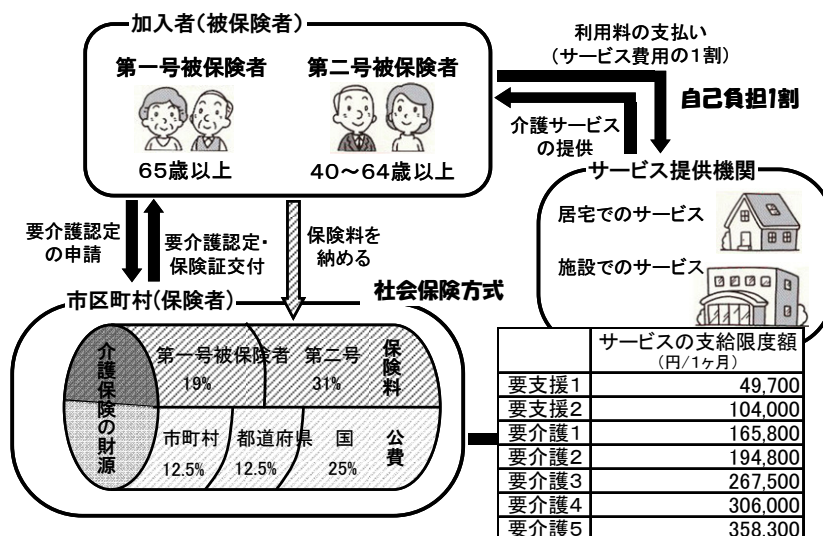 加入者(被保険者)
第一号被保険者
第二号被保険者
65歳以上
40～64歳以上
利用料の支払い
(サービス費用の1割)
自己負担1割
介護サービス
の提供
サービス提供機関
居宅でのサービス
施設でのサービス
要介護認定
の申請
要介護認定・
保険証交付
保険料を
納める
市区町村(保険者)
社会保険方式
介護保険の財源
第一号被保険者
19%
第二号
31%
保険料
市町村
12.5%
都道府県
12.5%
国
25%
公費
サービスの支給限度額
(円/1ヶ月)
要支援1 49,700
要支援2 104,000
要介護1 165,800
要介護2 194,800
要介護3 267,500
要介護4 306,000
要介護5 358,300